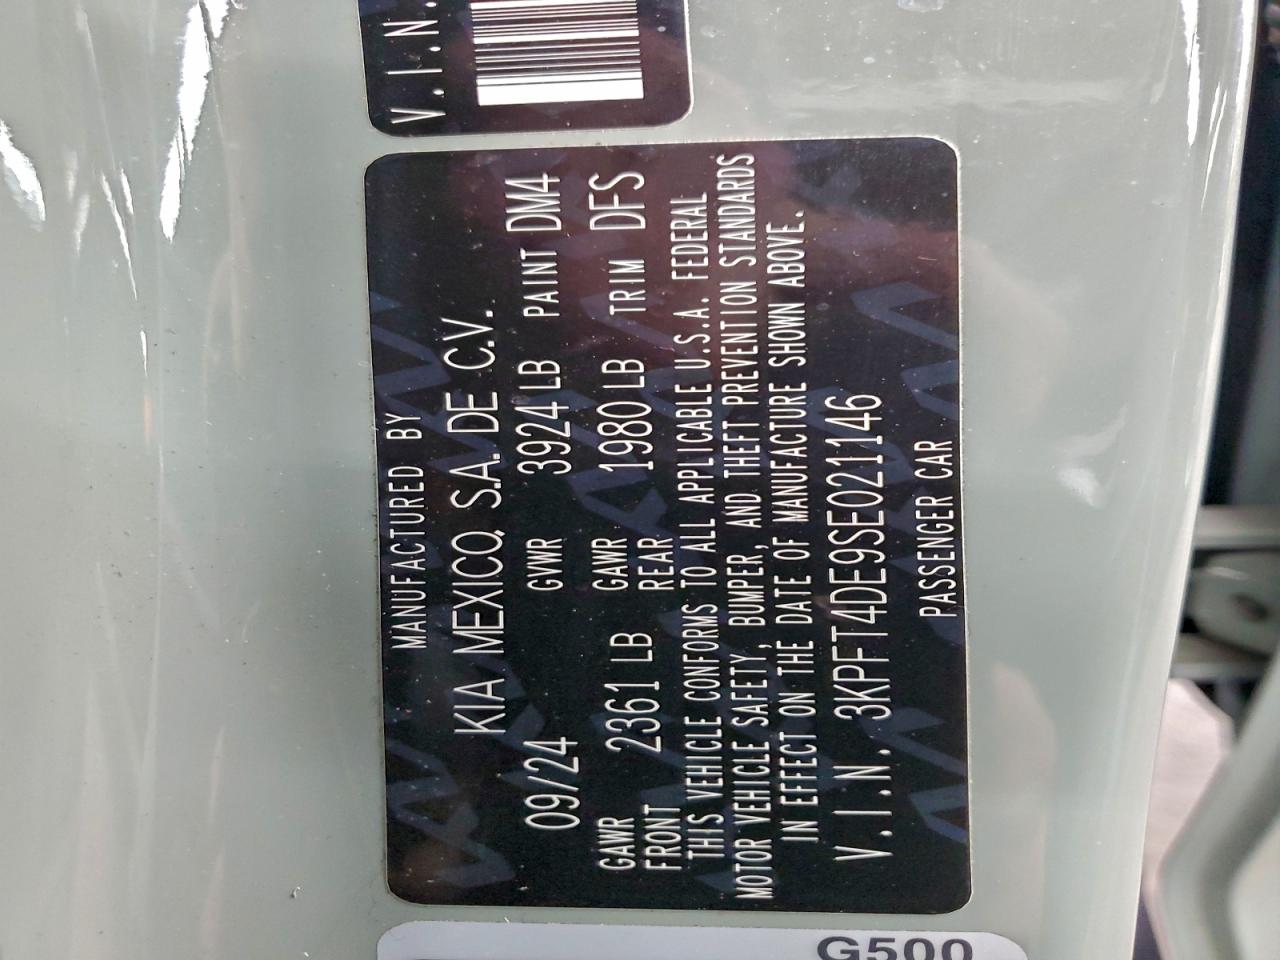 V.I.N.
MANUFACTURED BY
KIA MEXICO, S.A. DE C.V.
09/24 GVWR 3924 LB PAINT DM4
GAWR FRONT 2361 LB GAWR REAR 1980 LB TRIM DFS
THIS VEHICLE CONFORMS TO ALL APPLICABLE U.S.A. FEDERAL
MOTOR VEHICLE SAFETY, BUMPER, AND THEFT PREVENTION STANDARDS
IN EFFECT ON THE DATE OF MANUFACTURE SHOWN ABOVE.
V.I.N. 3KPFT4DE9SE021146
PASSENGER CAR
G500